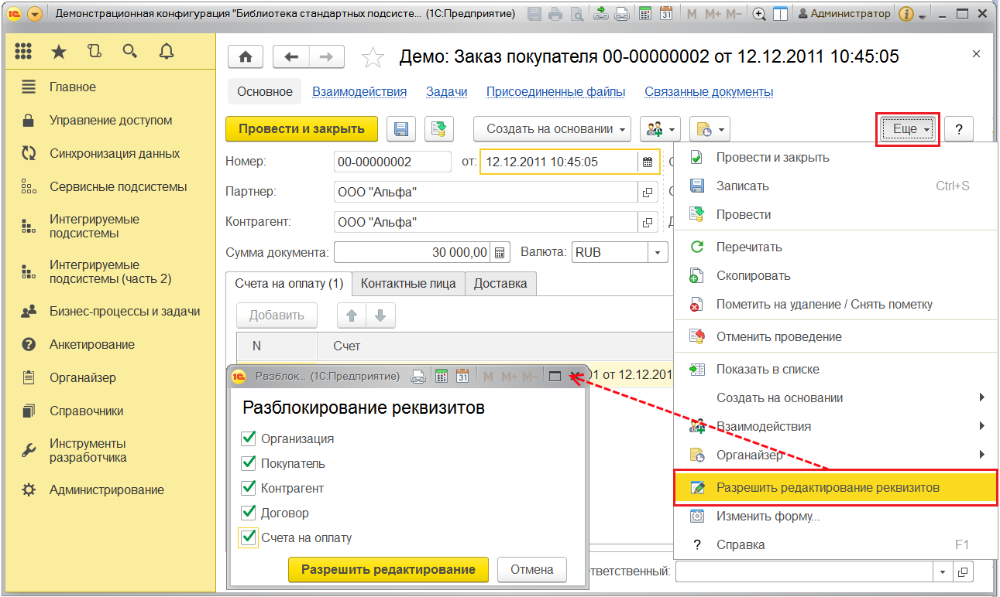 Демонстрационная конфигурация "Библиотека стандартных подсисте... (1С:Предприятие)
M M+ M−
Администратор
Главное
Управление доступом
Синхронизация данных
Сервисные подсистемы
Интегрируемые
подсистемы
Интегрируемые
подсистемы (часть 2)
Бизнес-процессы и задачи
Анкетирование
Органайзер
Справочники
Инструменты
разработчика
Администрирование
Демо: Заказ покупателя 00-00000002 от 12.12.2011 10:45:05
Основное Взаимодействия Задачи Присоединенные файлы Связанные документы
Провести и закрыть Создать на основании Еще ?
Номер: 00-00000002 от: 12.12.2011 10:45:05
Партнер: ООО "Альфа"
Контрагент: ООО "Альфа"
Сумма документа: 30 000,00 Валюта: RUB
Счета на оплату (1) Контактные лица Доставка
Добавить
N Счет
01 от 12.12.201
Разблок... (1С:Предприятие) M M+ M−
Разблокирование реквизитов
Организация
Покупатель
Контрагент
Договор
Счета на оплату
Разрешить редактирование Отмена
тветственный:
Провести и закрыть
Записать Ctrl+S
Провести
Перечитать
Скопировать
Пометить на удаление / Снять пометку
Отменить проведение
Показать в списке
Создать на основании
Взаимодействия
Органайзер
Разрешить редактирование реквизитов
Изменить форму...
? Справка F1